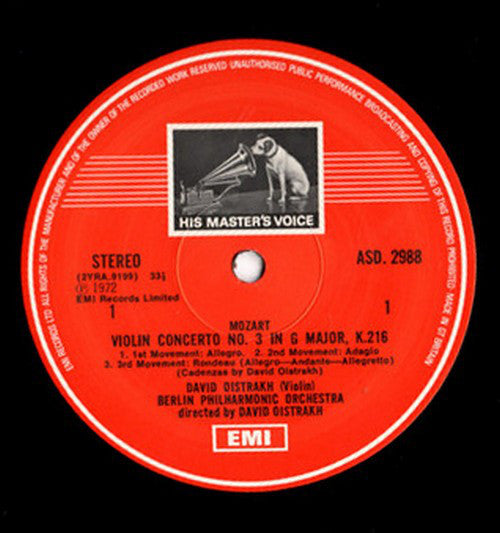 EMI RECORDS LTD ALL RIGHTS OF THE MANUFACTURER AND OF THE OWNER OF THE RECORDED WORK RESERVED UNAUTHORISED PUBLIC PERFORMANCE BROADCASTING AND COPYING OF THIS RECORD PROHIBITED · MADE IN GT BRITAIN
HIS MASTER'S VOICE
STEREO
ASD. 2988
(2YRA.9199) 33⅓
Ⓟ 1972
EMI Records Limited
1
1
MOZART
VIOLIN CONCERTO NO. 3 IN G MAJOR, K.216
1. 1st Movement: Allegro. 2. 2nd Movement: Adagio
3. 3rd Movement: Rondeau (Allegro—Andante—Allegretto)
(Cadenzas by David Oistrakh)
DAVID OISTRAKH (Violin)
BERLIN PHILHARMONIC ORCHESTRA
directed by DAVID OISTRAKH
EMI